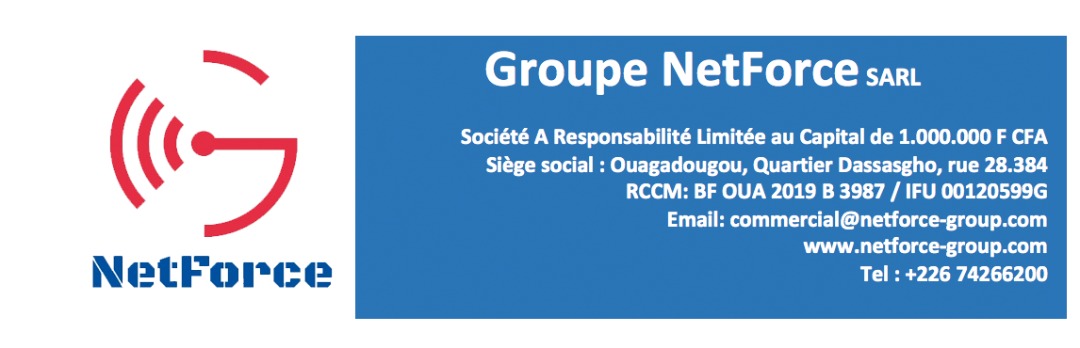 NetForce
Groupe NetForce SARL
Société A Responsabilité Limitée au Capital de 1.000.000 F CFA
Siège social : Ouagadougou, Quartier Dassasgho, rue 28.384
RCCM: BF OUA 2019 B 3987 / IFU 00120599G
Email: commercial@netforce-group.com
www.netforce-group.com
Tel : +226 74266200